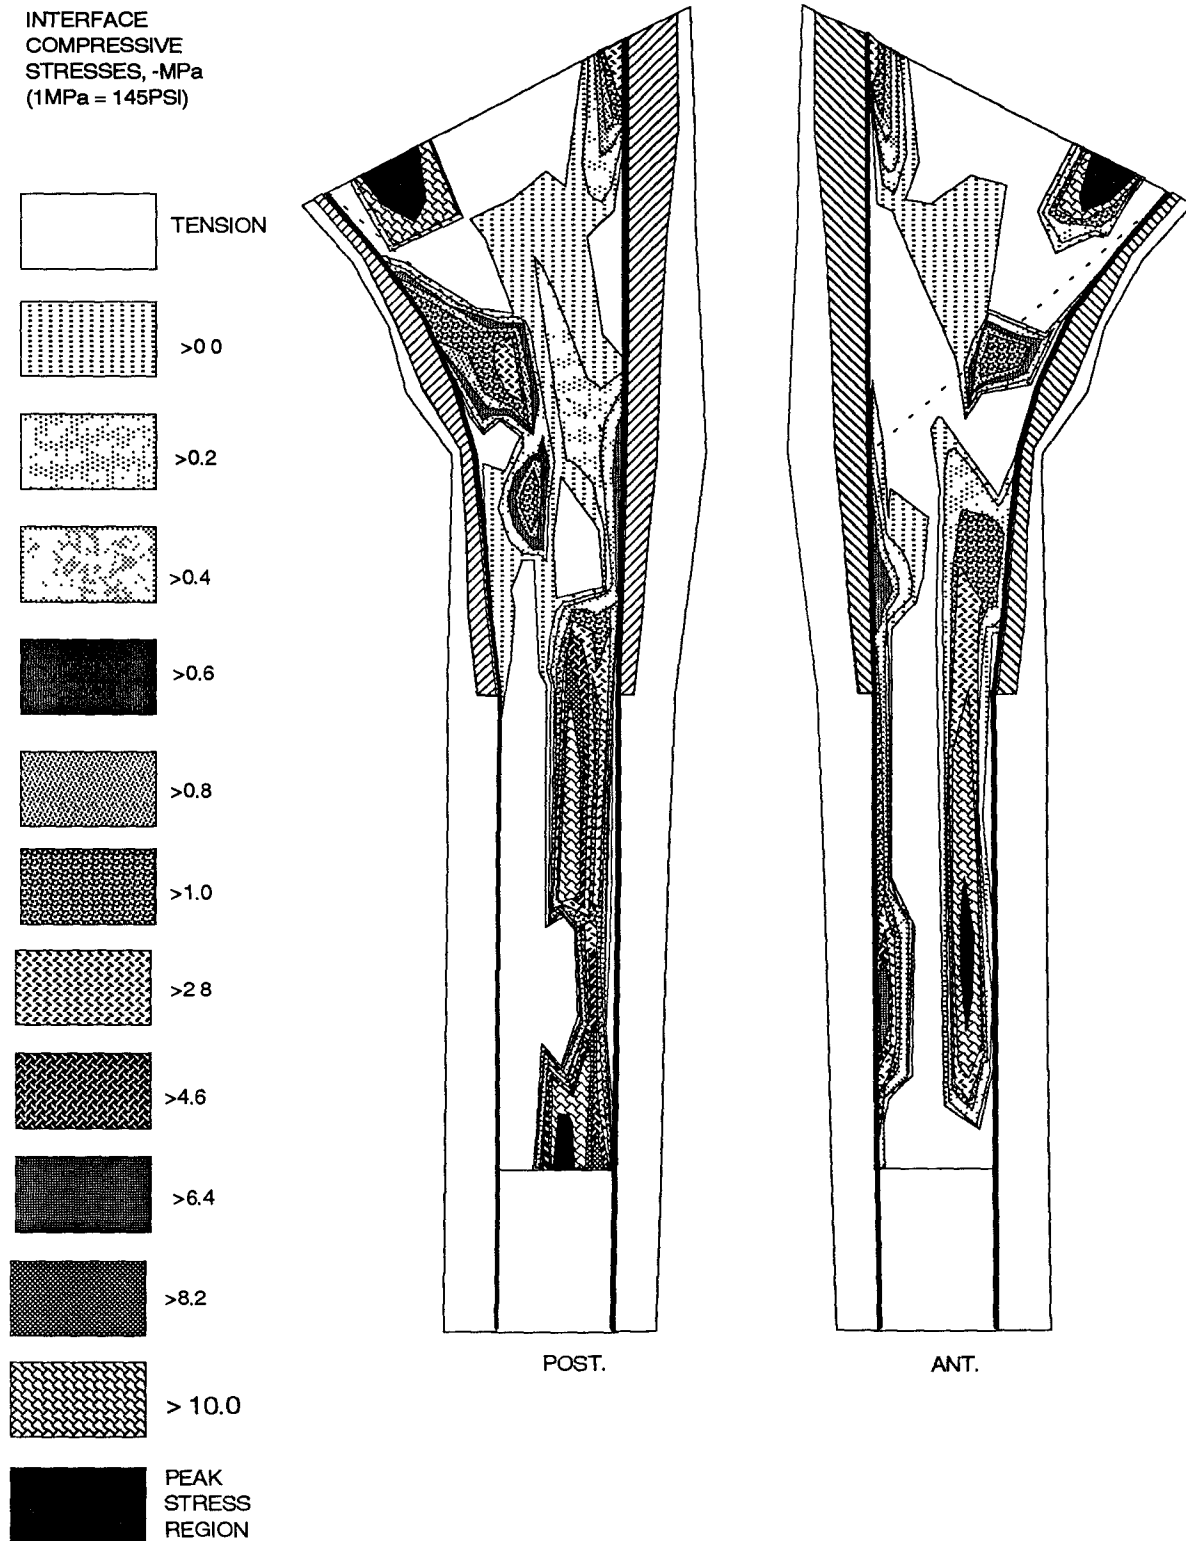 INTERFACE
COMPRESSIVE
STRESSES, -MPa
(1MPa = 145PSI)
TENSION
>0 0
>0.2
>0.4
>0.6
>0.8
>1.0
>2 8
>4.6
>6.4
>8.2
> 10.0
PEAK
STRESS
REGION
POST.
ANT.